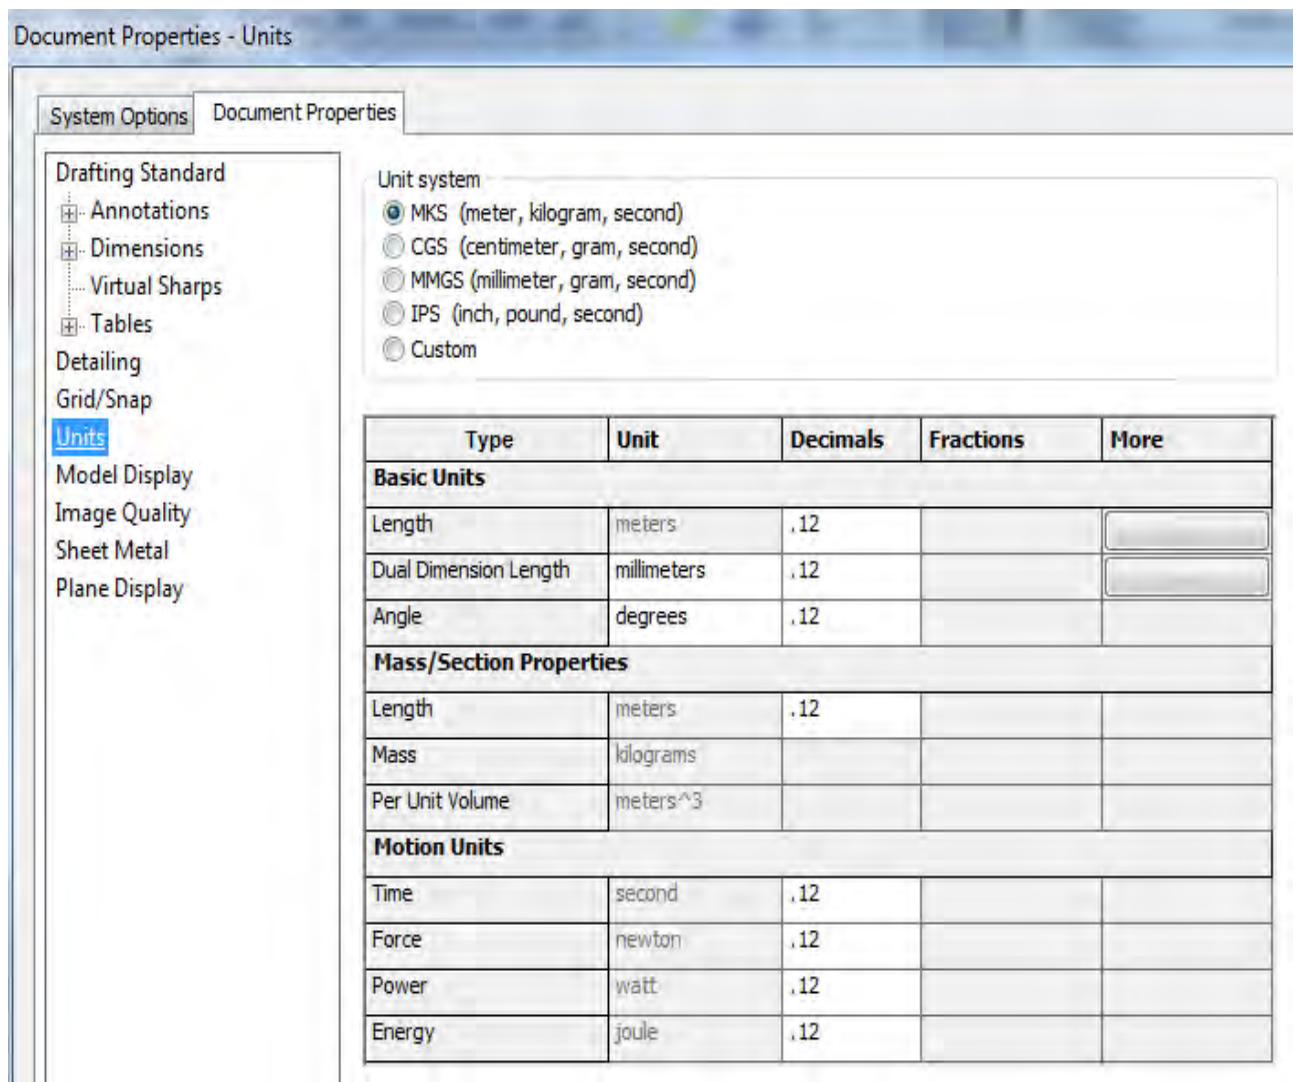 Document Properties - Units
System Options
Document Properties
Drafting Standard
Annotations
Dimensions
Virtual Sharps
Tables
Detailing
Grid/Snap
Units
Model Display
Image Quality
Sheet Metal
Plane Display
Unit system
MKS (meter, kilogram, second)
CGS (centimeter, gram, second)
MMGS (millimeter, gram, second)
IPS (inch, pound, second)
Custom
Type Unit Decimals Fractions More
Basic Units
Length meters .12
Dual Dimension Length millimeters .12
Angle degrees .12
Mass/Section Properties
Length meters .12
Mass kilograms
Per Unit Volume meters^3
Motion Units
Time second .12
Force newton .12
Power watt .12
Energy joule .12